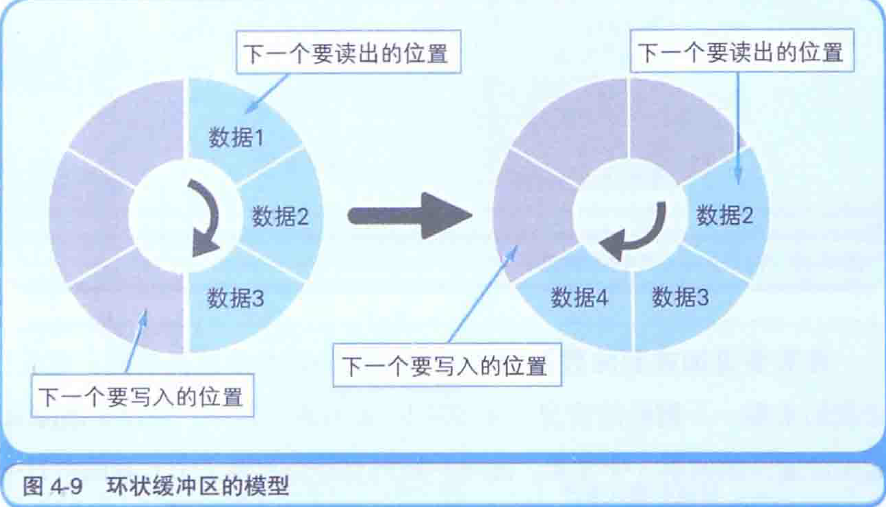 下一个要读出的位置
下一个要读出的位置
数据1
数据2
数据2
数据3
数据4
数据3
下一个要写入的位置
下一个要写入的位置
图 4-9 环状缓冲区的模型